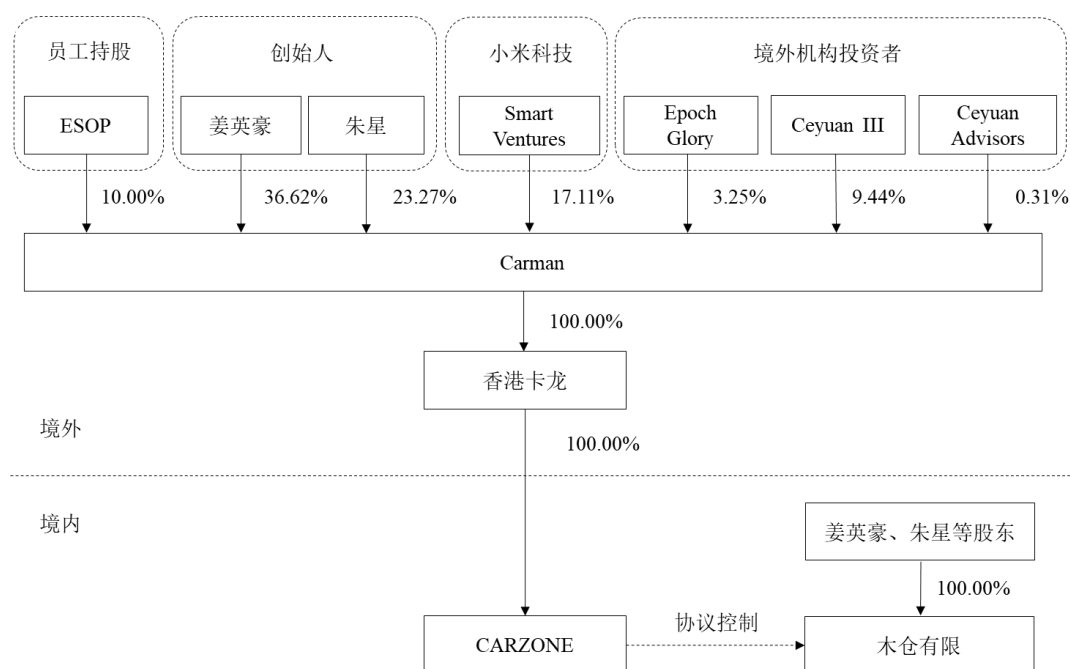 员工持股
创始人
小米科技
境外机构投资者
ESOP
姜英豪
朱星
Smart
Ventures
Epoch
Glory
Ceyuan III
Ceyuan
Advisors
10.00%
36.62%
23.27%
17.11%
3.25%
9.44%
0.31%
Carman
100.00%
香港卡龙
境外
100.00%
境内
姜英豪、朱星等股东
100.00%
CARZONE
协议控制
木仓有限